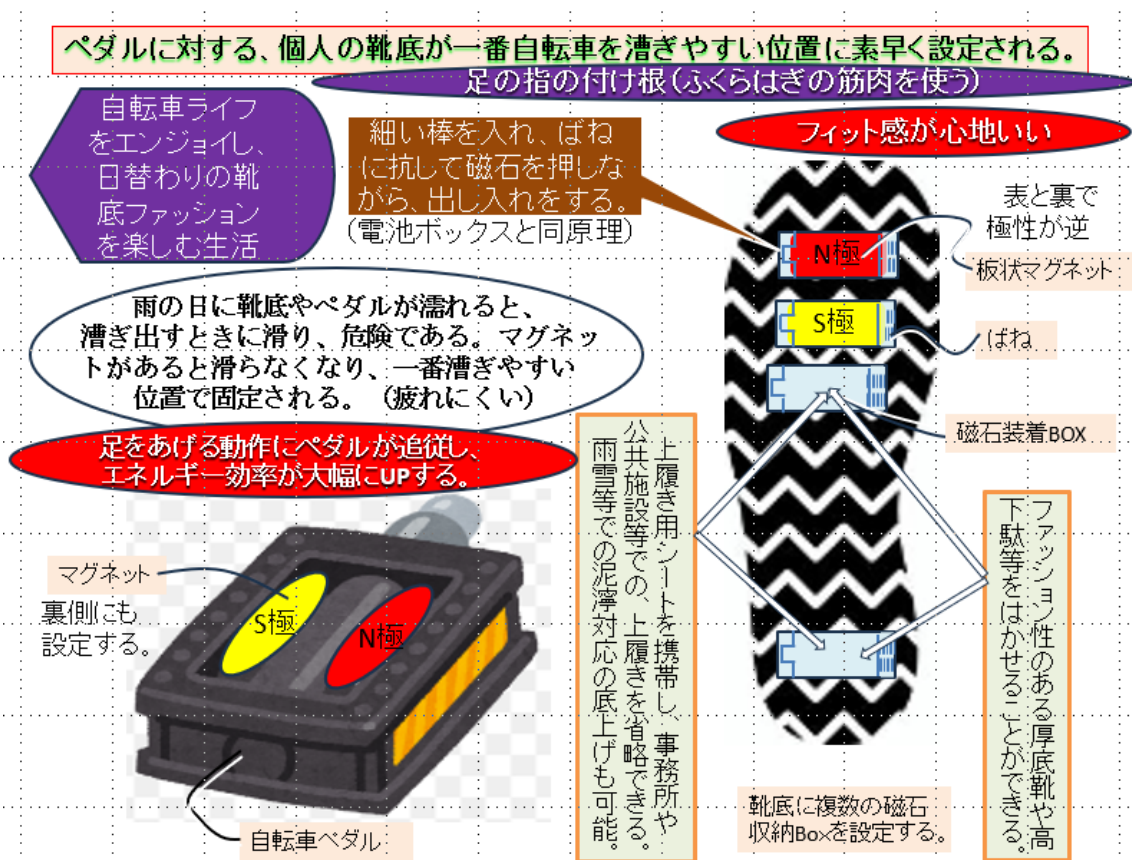 ペダルに対する、個人の靴底が一番自転車を漕ぎやすい位置に素早く設定される。
足の指の付け根(ふくらはぎの筋肉を使う)
自転車ライフ
をエンジョイし、
日替わりの靴
底ファッション
を楽しむ生活
細い棒を入れ、ばね
に抗して磁石を押しな
がら、出し入れをする。
(電池ボックスと同原理)
フィット感が心地いい
表と裏で
極性が逆
板状マグネット
N極
S極
ばね
磁石装着BOX
雨の日に靴底やペダルが濡れると、
漕ぎ出すときに滑り、危険である。マグネッ
トがあると滑らなくなり、一番漕ぎやすい
位置で固定される。(疲れにくい)
足をあげる動作にペダルが追従し、
エネルギー効率が大幅にUPする。
マグネット
裏側にも
設定する。
S極
N極
自転車ペダル
上履き用シートを携帯し、事務所や
公共施設等での、上履きを省略できる。
雨雪等での泥濘対応の底上げも可能。
ファッション性のある厚底靴や高
下駄等をはかせることができる。
靴底に複数の磁石
収納Boxを設定する。